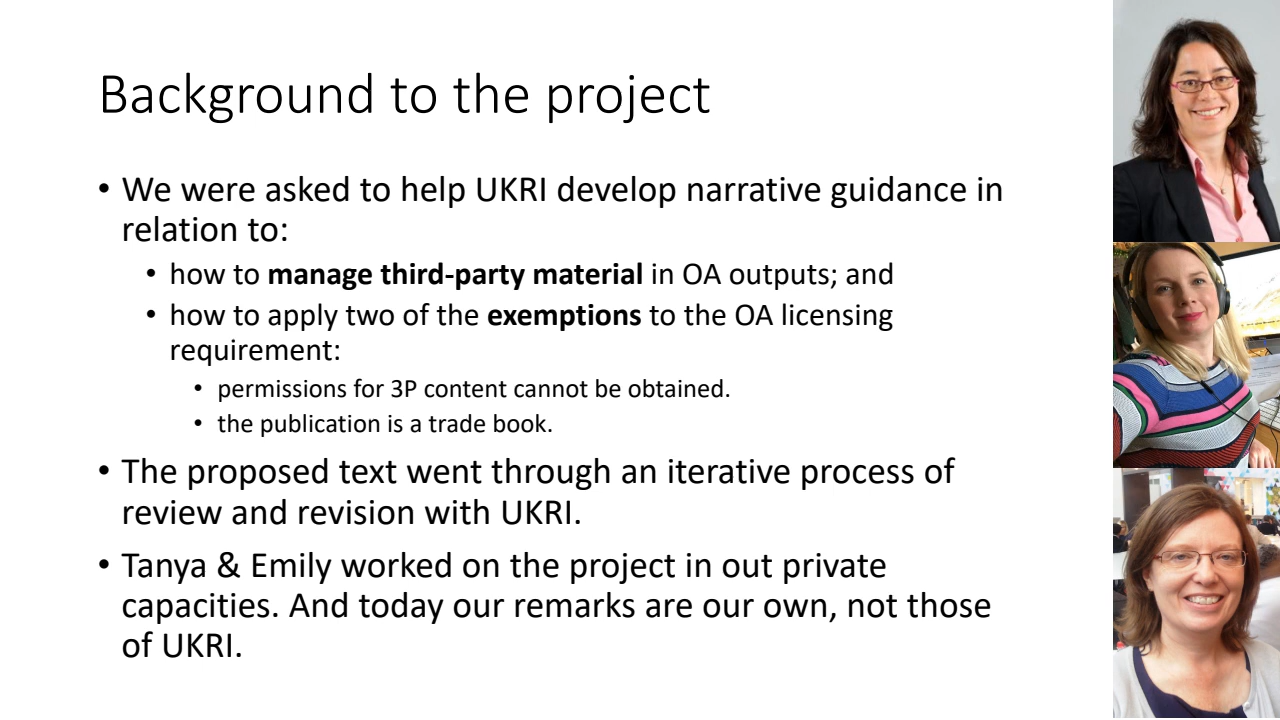 Background to the project
• We were asked to help UKRI develop narrative guidance in
relation to:
• how to manage third-party material in OA outputs; and
• how to apply two of the exemptions to the OA licensing
requirement:
• permissions for 3P content cannot be obtained.
• the publication is a trade book.
• The proposed text went through an iterative process of
review and revision with UKRI.
• Tanya & Emily worked on the project in out private
capacities. And today our remarks are our own, not those
of UKRI.